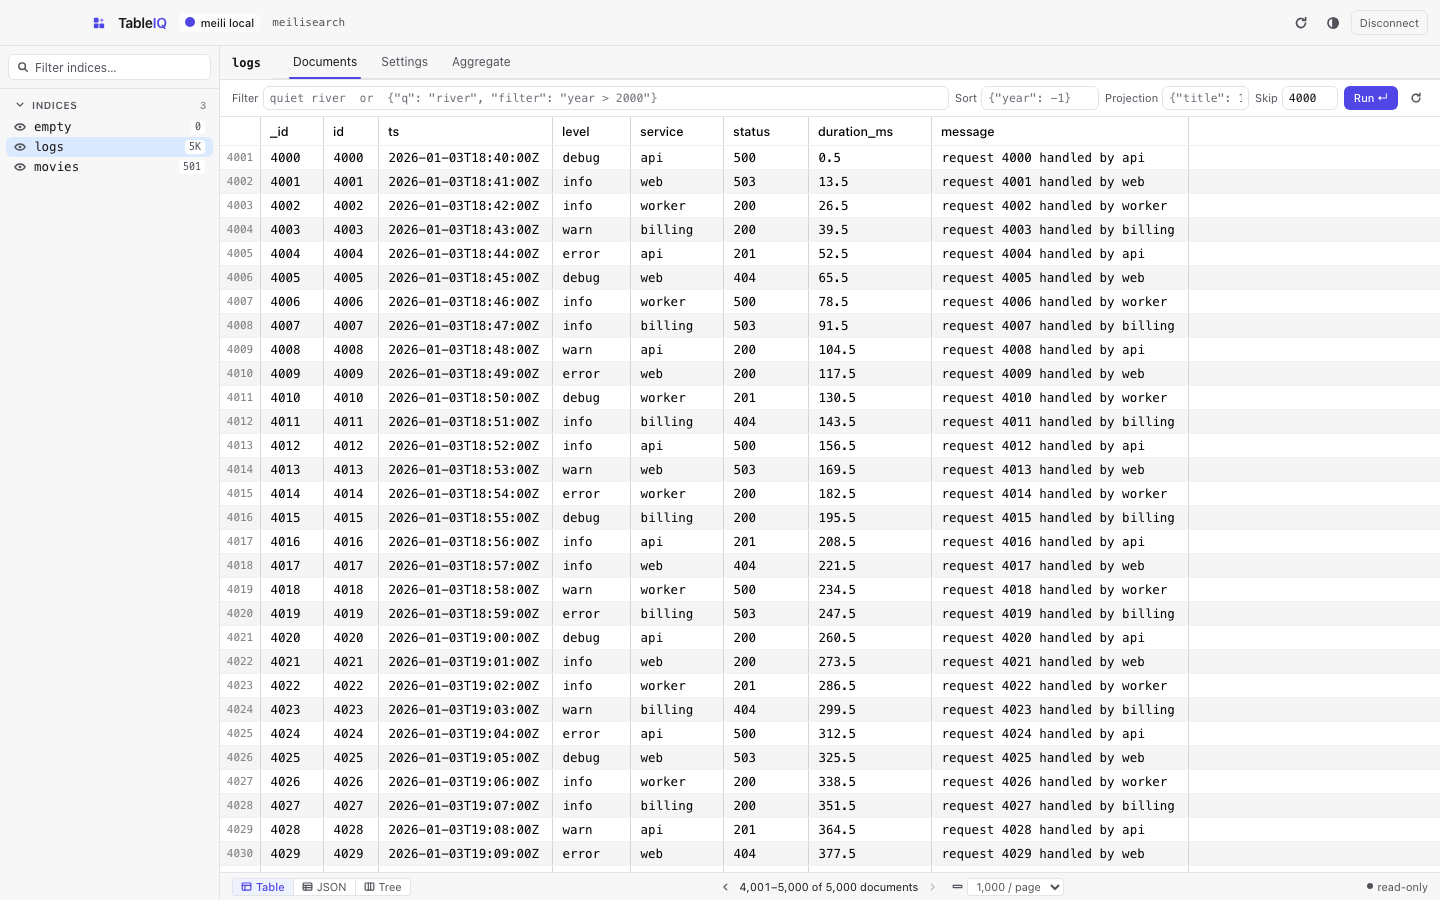 TableIQ meili local meilisearch Disconnect
Filter indices...
INDICES 3
empty 0
logs 5K
movies 501
logs Documents Settings Aggregate
Filter quiet river or {"q": "river", "filter": "year > 2000"} Sort {"year": -1} Projection {"title": 1 Skip 4000 Run ↵
_id id ts level service status duration_ms message
4001 4000 4000 2026-01-03T18:40:00Z debug api 500 0.5 request 4000 handled by api
4002 4001 4001 2026-01-03T18:41:00Z info web 503 13.5 request 4001 handled by web
4003 4002 4002 2026-01-03T18:42:00Z info worker 200 26.5 request 4002 handled by worker
4004 4003 4003 2026-01-03T18:43:00Z warn billing 200 39.5 request 4003 handled by billing
4005 4004 4004 2026-01-03T18:44:00Z error api 201 52.5 request 4004 handled by api
4006 4005 4005 2026-01-03T18:45:00Z debug web 404 65.5 request 4005 handled by web
4007 4006 4006 2026-01-03T18:46:00Z info worker 500 78.5 request 4006 handled by worker
4008 4007 4007 2026-01-03T18:47:00Z info billing 503 91.5 request 4007 handled by billing
4009 4008 4008 2026-01-03T18:48:00Z warn api 200 104.5 request 4008 handled by api
4010 4009 4009 2026-01-03T18:49:00Z error web 200 117.5 request 4009 handled by web
4011 4010 4010 2026-01-03T18:50:00Z debug worker 201 130.5 request 4010 handled by worker
4012 4011 4011 2026-01-03T18:51:00Z info billing 404 143.5 request 4011 handled by billing
4013 4012 4012 2026-01-03T18:52:00Z info api 500 156.5 request 4012 handled by api
4014 4013 4013 2026-01-03T18:53:00Z warn web 503 169.5 request 4013 handled by web
4015 4014 4014 2026-01-03T18:54:00Z error worker 200 182.5 request 4014 handled by worker
4016 4015 4015 2026-01-03T18:55:00Z debug billing 200 195.5 request 4015 handled by billing
4017 4016 4016 2026-01-03T18:56:00Z info api 201 208.5 request 4016 handled by api
4018 4017 4017 2026-01-03T18:57:00Z info web 404 221.5 request 4017 handled by web
4019 4018 4018 2026-01-03T18:58:00Z warn worker 500 234.5 request 4018 handled by worker
4020 4019 4019 2026-01-03T18:59:00Z error billing 503 247.5 request 4019 handled by billing
4021 4020 4020 2026-01-03T19:00:00Z debug api 200 260.5 request 4020 handled by api
4022 4021 4021 2026-01-03T19:01:00Z info web 200 273.5 request 4021 handled by web
4023 4022 4022 2026-01-03T19:02:00Z info worker 201 286.5 request 4022 handled by worker
4024 4023 4023 2026-01-03T19:03:00Z warn billing 404 299.5 request 4023 handled by billing
4025 4024 4024 2026-01-03T19:04:00Z error api 500 312.5 request 4024 handled by api
4026 4025 4025 2026-01-03T19:05:00Z debug web 503 325.5 request 4025 handled by web
4027 4026 4026 2026-01-03T19:06:00Z info worker 200 338.5 request 4026 handled by worker
4028 4027 4027 2026-01-03T19:07:00Z info billing 200 351.5 request 4027 handled by billing
4029 4028 4028 2026-01-03T19:08:00Z warn api 201 364.5 request 4028 handled by api
4030 4029 4029 2026-01-03T19:09:00Z error web 404 377.5 request 4029 handled by web
Table JSON Tree 4,001–5,000 of 5,000 documents 1,000 / page read-only